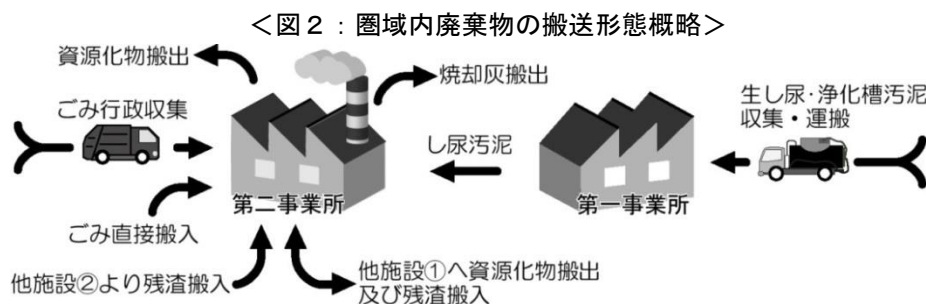 <図2：圏域内廃棄物の搬送形態概略>
資源化物搬出
焼却灰搬出
ごみ行政収集
生し尿・浄化槽汚泥
収集・運搬
し尿汚泥
第二事業所
第一事業所
ごみ直接搬入
他施設②より残渣搬入
他施設①へ資源化物搬出
及び残渣搬入